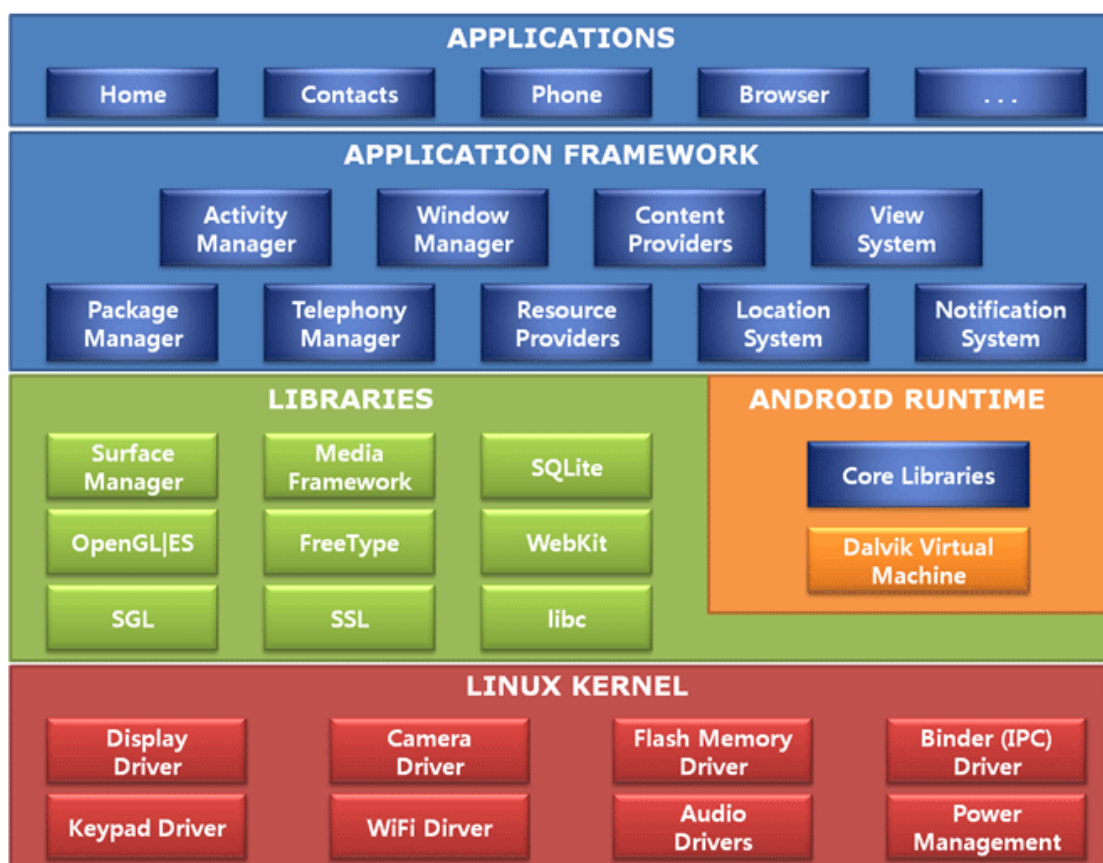 APPLICATIONS
Home
Contacts
Phone
Browser
. . .
APPLICATION FRAMEWORK
Activity
Manager
Window
Manager
Content
Providers
View
System
Package
Manager
Telephony
Manager
Resource
Providers
Location
System
Notification
System
LIBRARIES
Surface
Manager
Media
Framework
SQLite
OpenGL|ES
FreeType
WebKit
SGL
SSL
libc
ANDROID RUNTIME
Core Libraries
Dalvik Virtual
Machine
LINUX KERNEL
Display
Driver
Camera
Driver
Flash Memory
Driver
Binder (IPC)
Driver
Keypad Driver
WiFi Dirver
Audio
Drivers
Power
Management